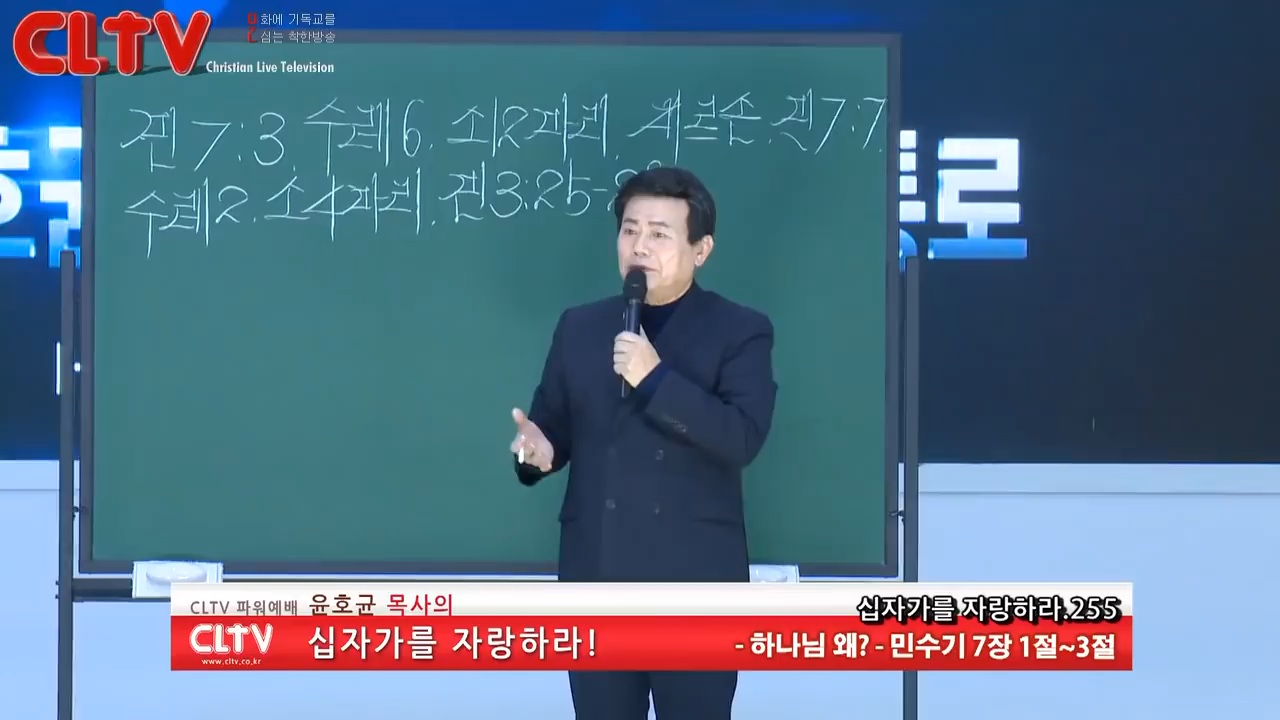 CLTV
문화에 기독교를
심는 착한방송
Christian Live Television
7:3. 수레6. 소2마리. 게르손. 7:7
수레2. 소4마리. 3:25-2
통로
CLTV 파워예배 윤호균 목사의
십자가를 자랑하라.255
CLTV
www.cltv.co.kr
십자가를 자랑하라!
- 하나님 왜? - 민수기 7장 1절~3절